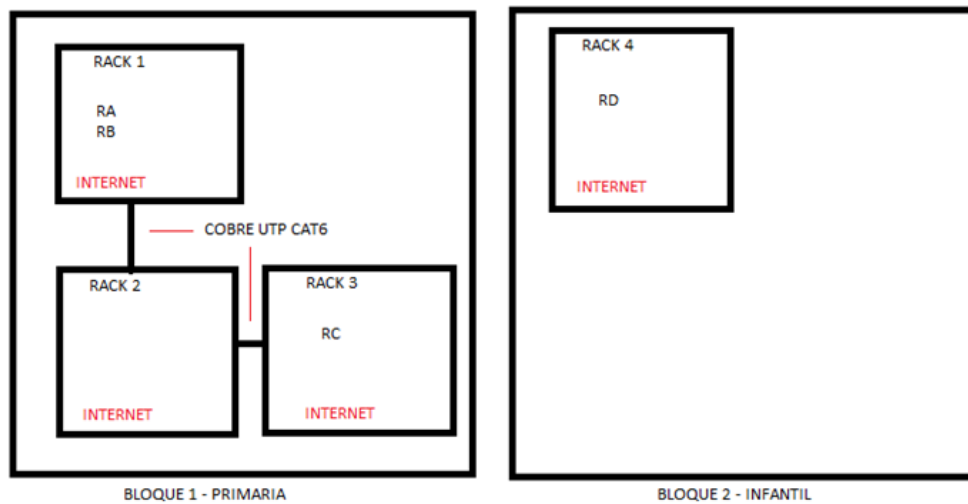 RACK 1
RA
RB
INTERNET
COBRE UTP CAT6
RACK 2
INTERNET
RACK 3
RC
INTERNET
BLOQUE 1 - PRIMARIA
RACK 4
RD
INTERNET
BLOQUE 2 - INFANTIL